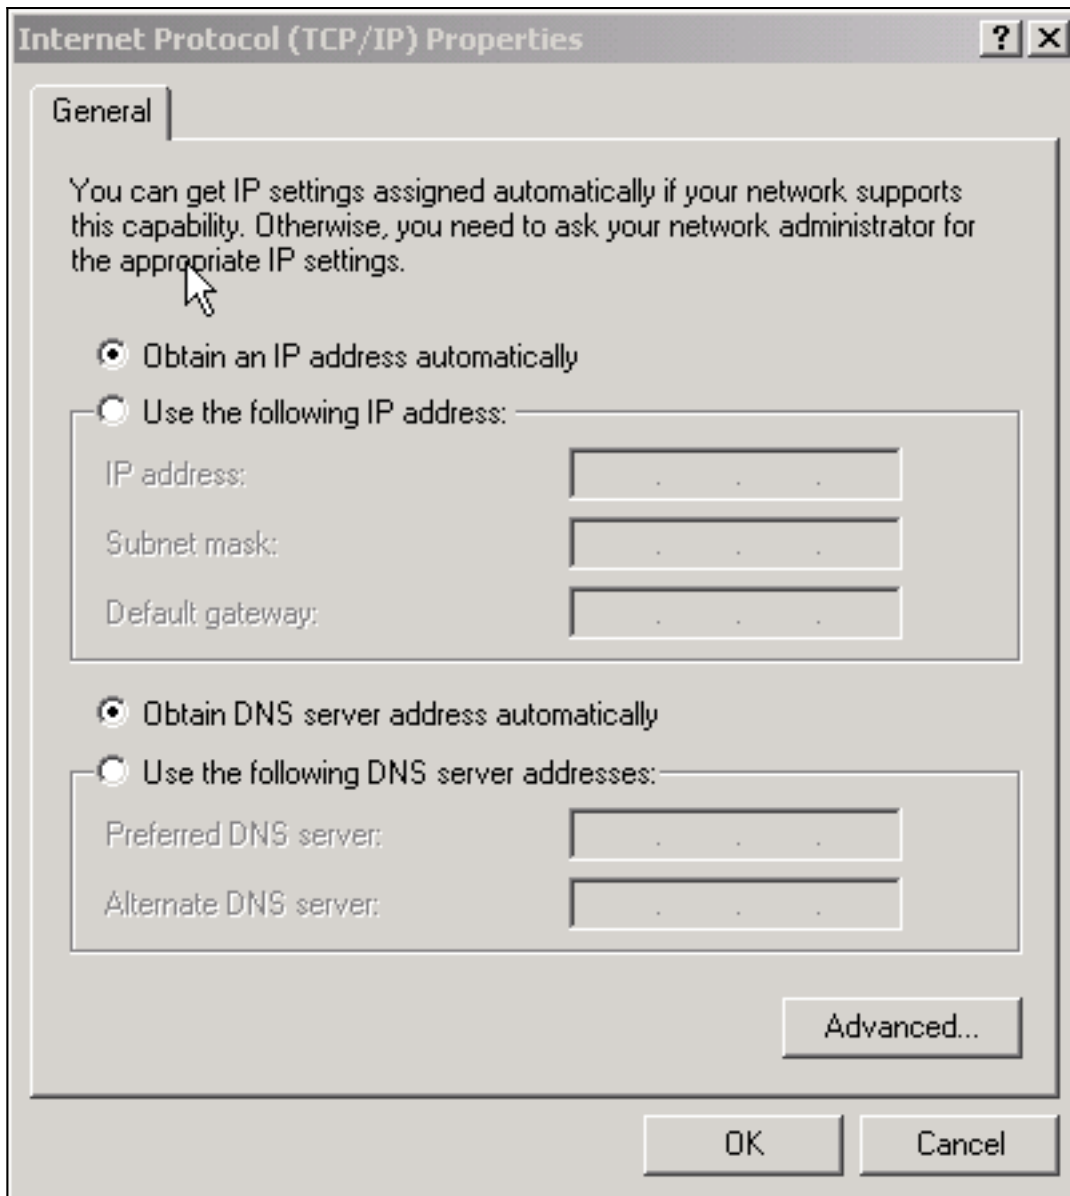 Internet Protocol (TCP/IP) Properties
General
You can get IP settings assigned automatically if your network supports
this capability. Otherwise, you need to ask your network administrator for
the appropriate IP settings.
Obtain an IP address automatically
Use the following IP address:
IP address:
Subnet mask:
Default gateway:
Obtain DNS server address automatically
Use the following DNS server addresses:
Preferred DNS server:
Alternate DNS server:
Advanced...
OK
Cancel